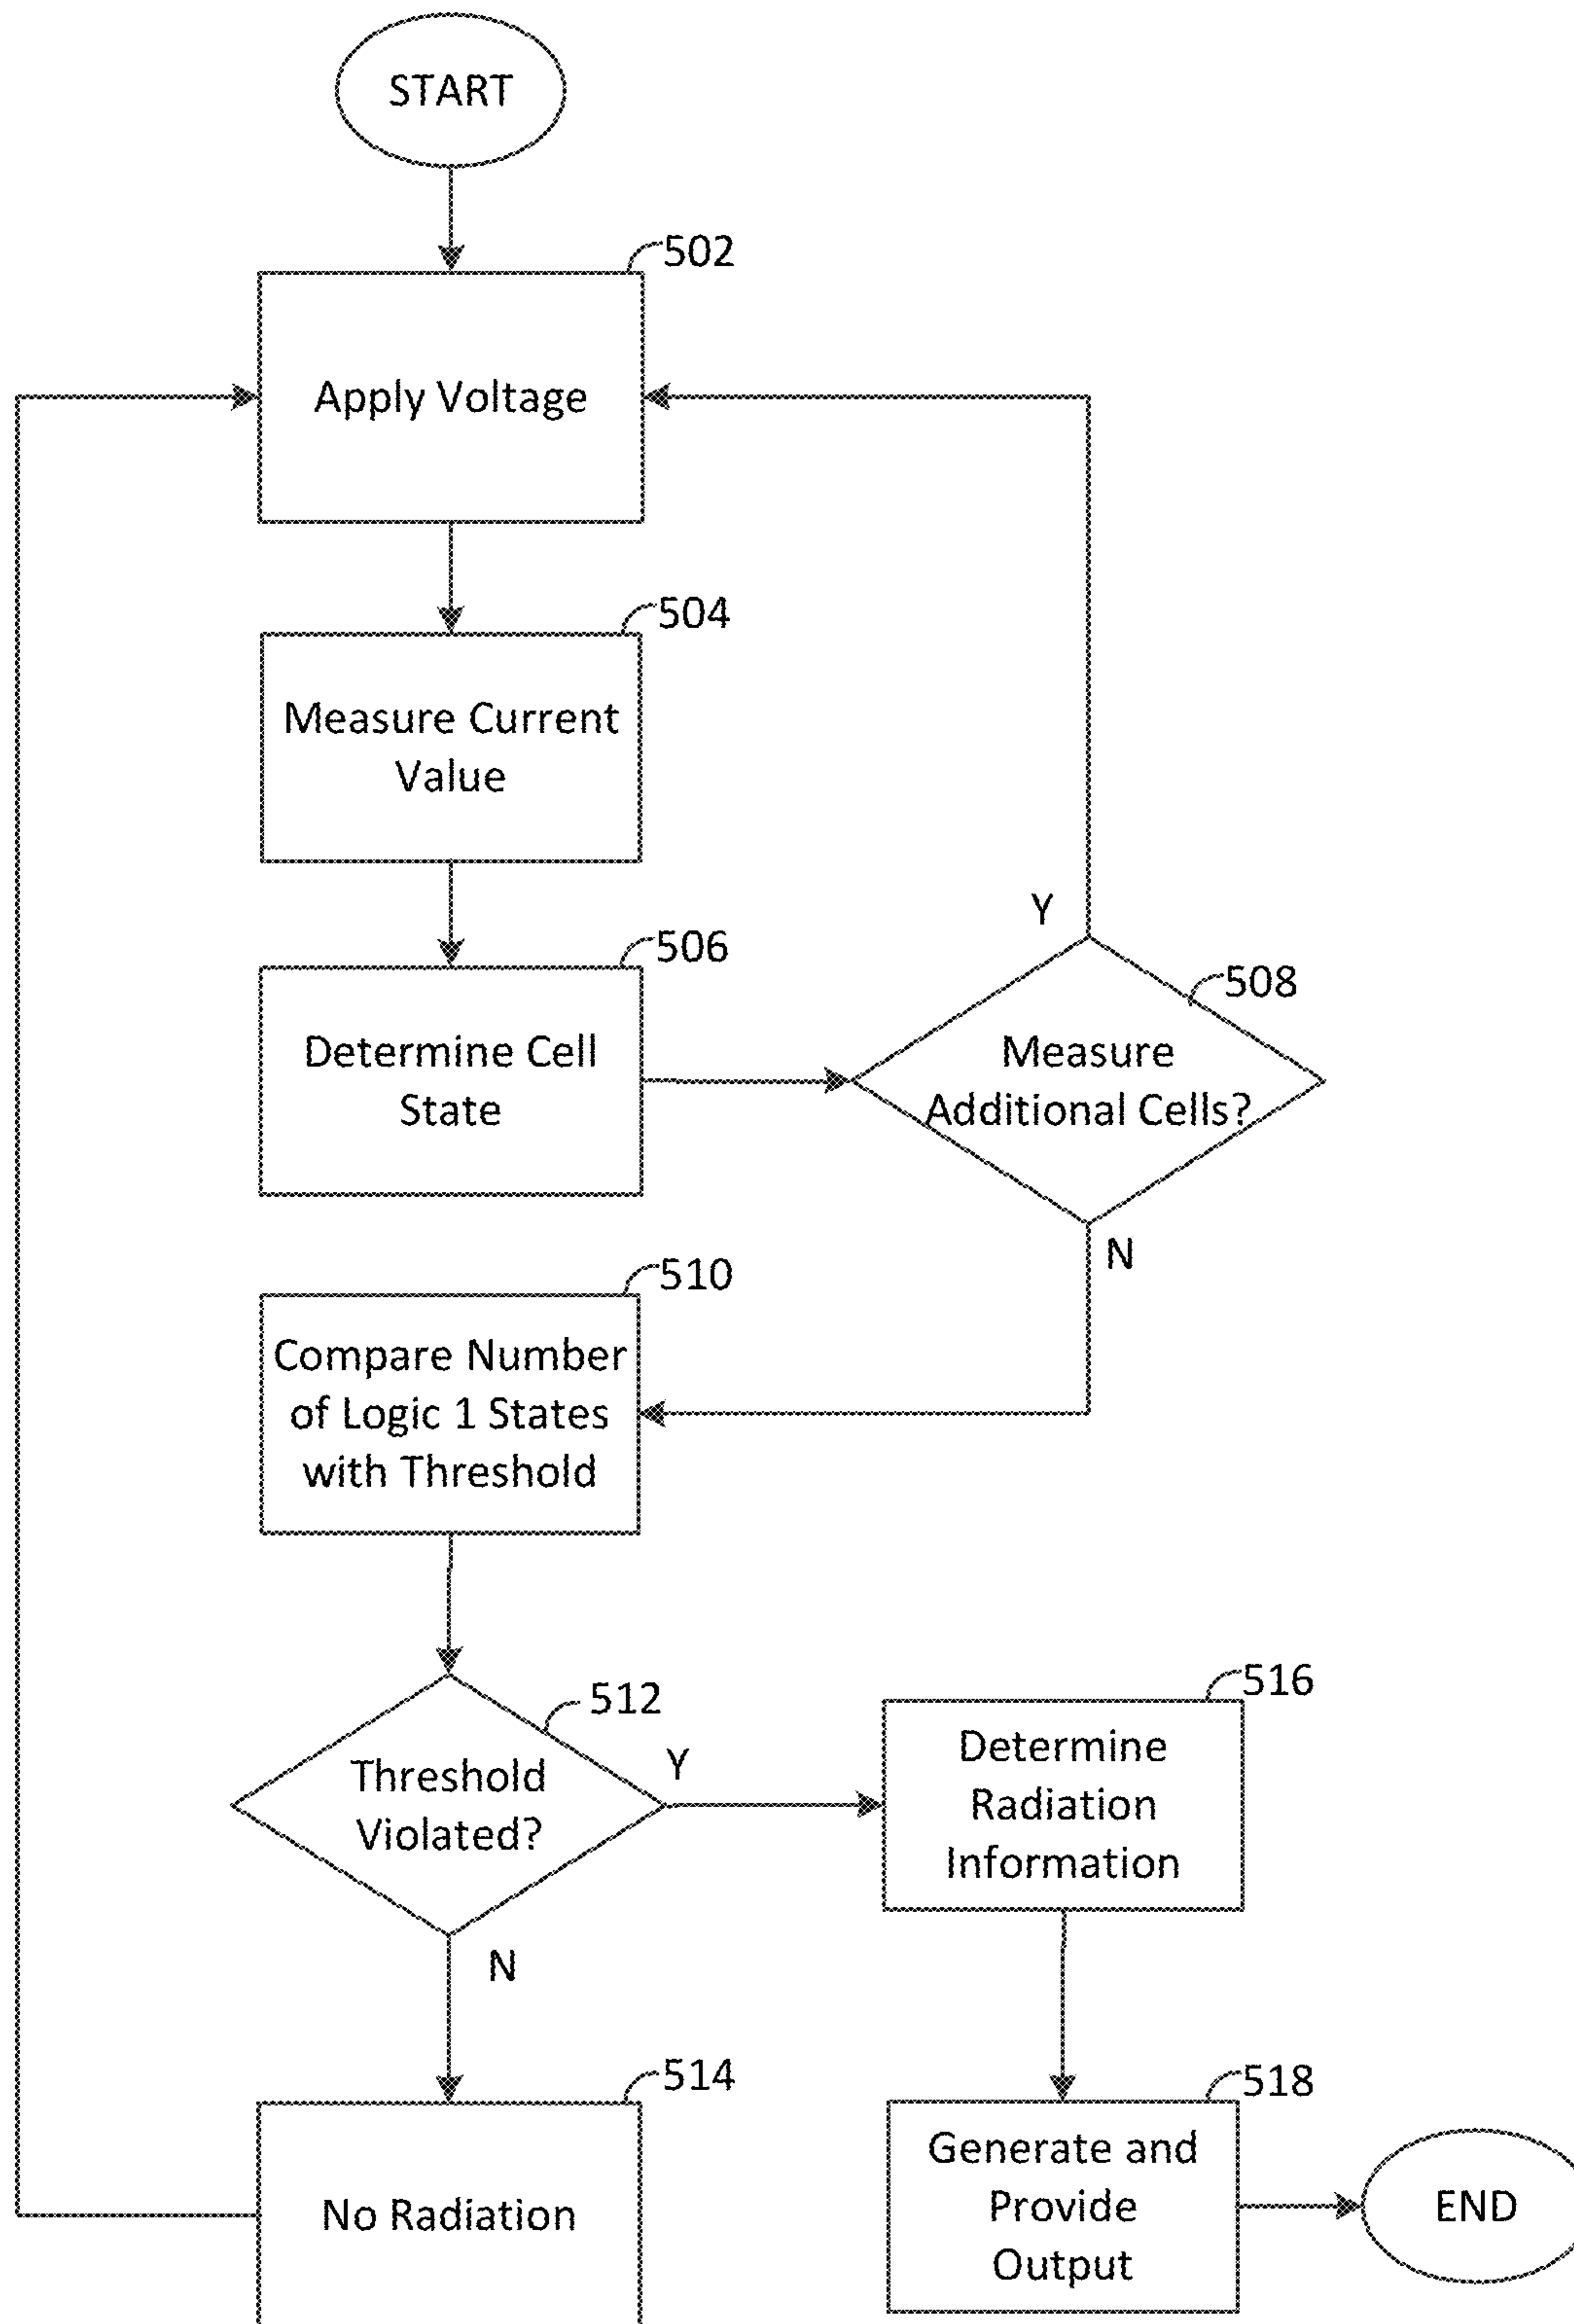 START
502
Apply Voltage
504
Measure Current
Value
506
Determine Cell
State
Y
508
Measure
Additional Cells?
N
510
Compare Number
of Logic 1 States
with Threshold
512
Threshold
Violated?
Y
516
Determine
Radiation
Information
N
514
No Radiation
518
Generate and
Provide
Output
END